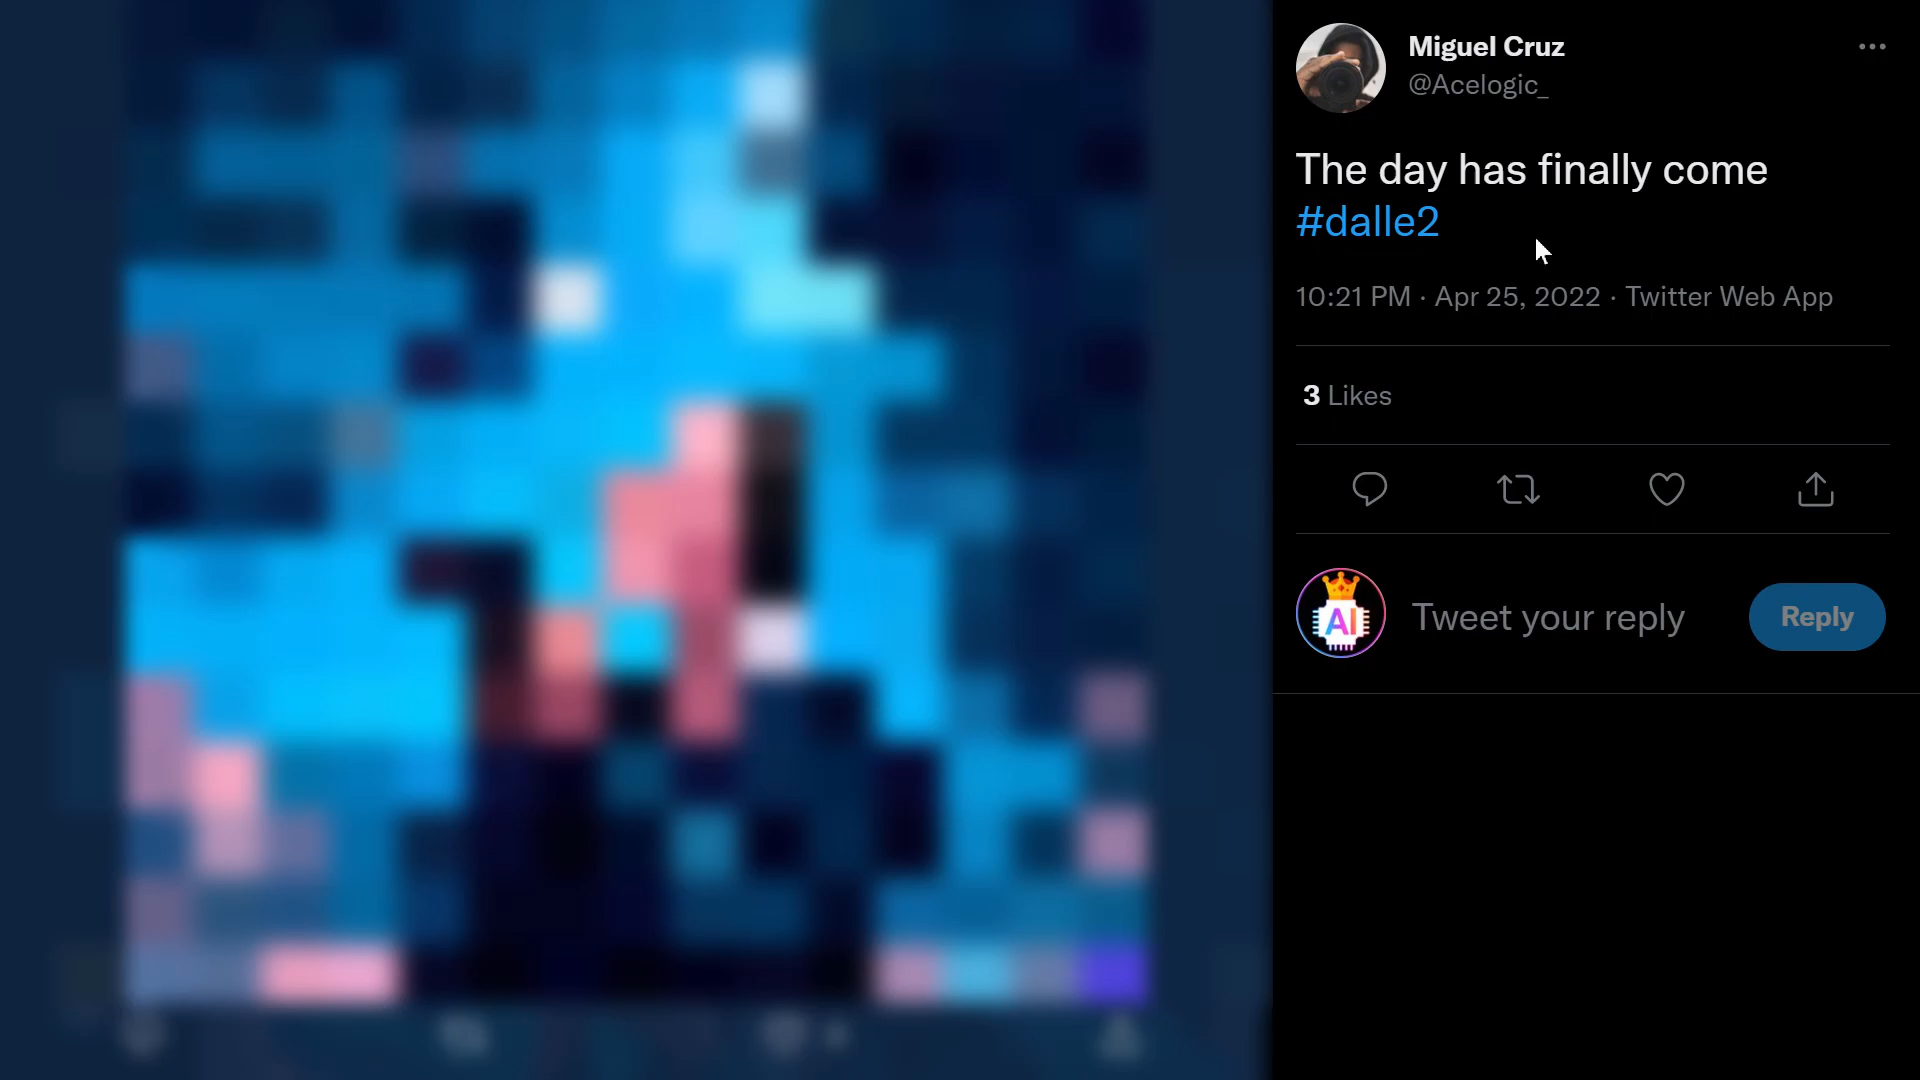 Miguel Cruz
@Acelogic_
The day has finally come
#dalle2
10:21 PM · Apr 25, 2022 · Twitter Web App
3 Likes
AI
Tweet your reply
Reply